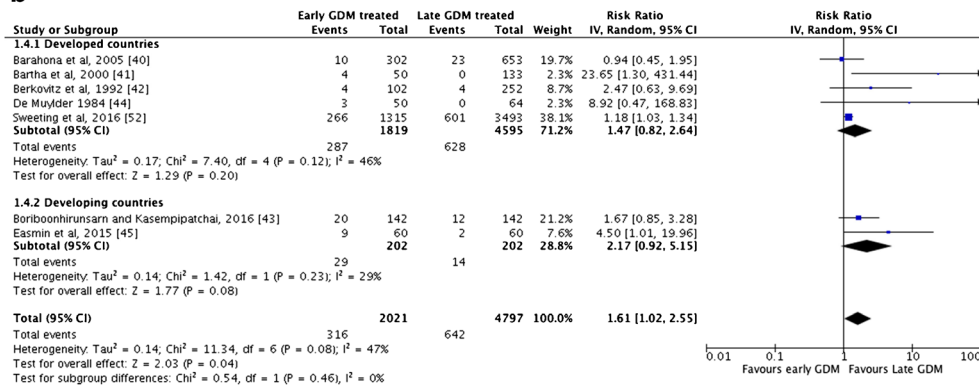 Early GDM treated Late GDM treated Risk Ratio Risk Ratio
Study or Subgroup Events Total Events Total Weight IV, Random, 95% CI IV, Random, 95% CI
1.4.1 Developed countries
Barahona et al, 2005 [40] 10 302 23 653 19.7% 0.94 [0.45, 1.95]
Bartha et al, 2000 [41] 4 50 0 133 2.3% 23.65 [1.30, 431.44]
Berkovitz et al, 1992 [42] 4 102 4 252 8.7% 2.47 [0.63, 9.69]
De Muylder 1984 [44] 3 50 0 64 2.3% 8.92 [0.47, 168.83]
Sweeting et al, 2016 [52] 266 1315 601 3493 38.1% 1.18 [1.03, 1.34]
Subtotal (95% CI) 1819 4595 71.2% 1.47 [0.82, 2.64]
Total events 287 628
Heterogeneity: Tau² = 0.17; Chi² = 7.40, df = 4 (P = 0.12); I² = 46%
Test for overall effect: Z = 1.29 (P = 0.20)
1.4.2 Developing countries
Boriboonhirunsarn and Kasempipatchai, 2016 [43] 20 142 12 142 21.2% 1.67 [0.85, 3.28]
Easmin et al, 2015 [45] 9 60 2 60 7.6% 4.50 [1.01, 19.96]
Subtotal (95% CI) 202 202 28.8% 2.17 [0.92, 5.15]
Total events 29 14
Heterogeneity: Tau² = 0.14; Chi² = 1.42, df = 1 (P = 0.23); I² = 29%
Test for overall effect: Z = 1.77 (P = 0.08)
Total (95% CI) 2021 4797 100.0% 1.61 [1.02, 2.55]
Total events 316 642
Heterogeneity: Tau² = 0.14; Chi² = 11.34, df = 6 (P = 0.08); I² = 47%
Test for overall effect: Z = 2.03 (P = 0.04)
Test for subgroup differences: Chi² = 0.54, df = 1 (P = 0.46), I² = 0%
0.01 0.1 1 10 100
Favours early GDM Favours Late GDM